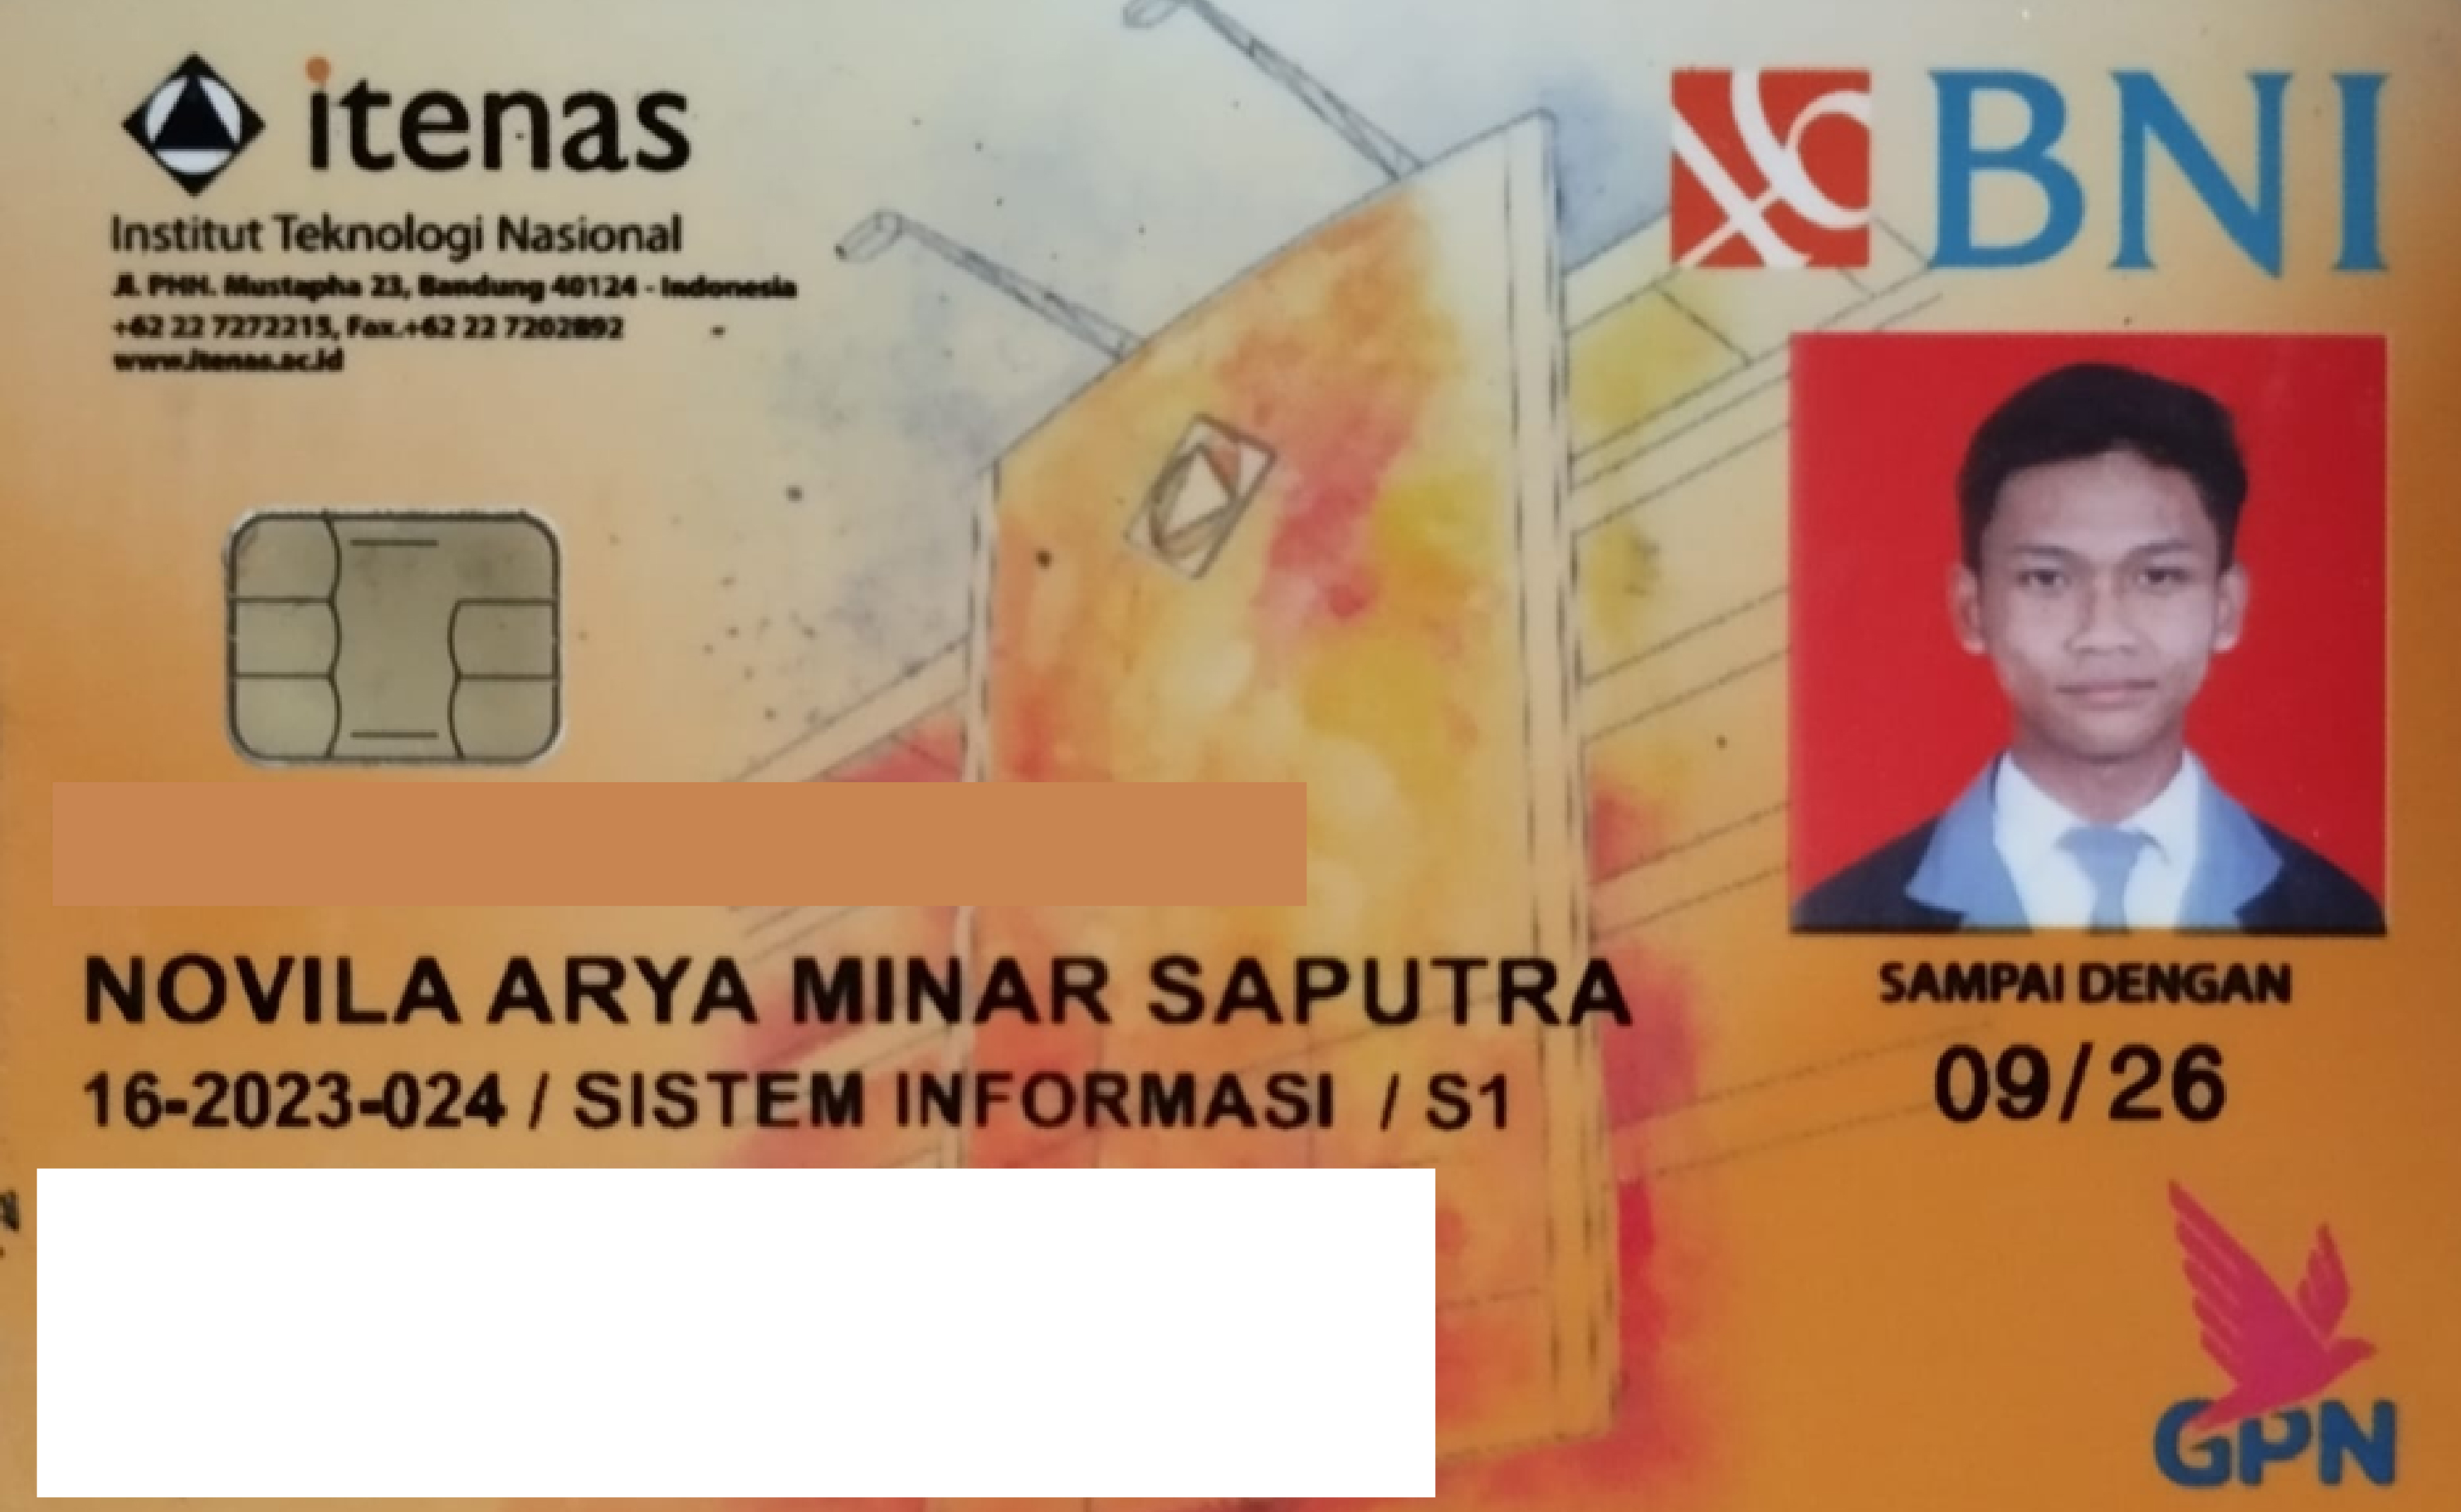 itenas
Institut Teknologi Nasional
Jl. PHH. Mustapha 23, Bandung 40124 - Indonesia
+62 22 7272215, Fax.+62 22 7202892
www.itenas.ac.id
BNI
NOVILA ARYA MINAR SAPUTRA
16-2023-024 / SISTEM INFORMASI / S1
SAMPAI DENGAN
09/26
GPN